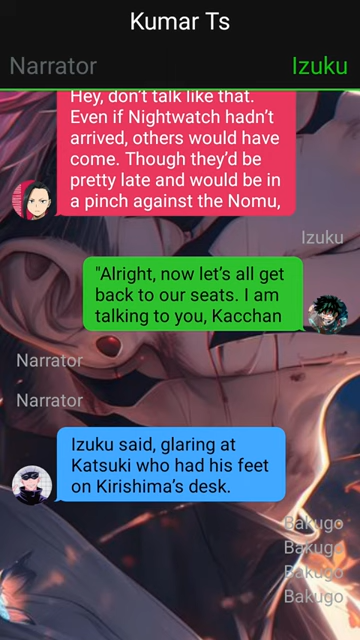 Kumar Ts
Narrator
Izuku
Hey, don't talk like that.
Even if Nightwatch hadn't
arrived, others would have
come. Though they'd be
pretty late and would be in
a pinch against the Nomu,
Izuku
"Alright, now let's all get
back to our seats. I am
talking to you, Kacchan
Narrator
Narrator
Izuku said, glaring at
Katsuki who had his feet
on Kirishima's desk.
Bakugo
Bakugo
Bakugo
Bakugo